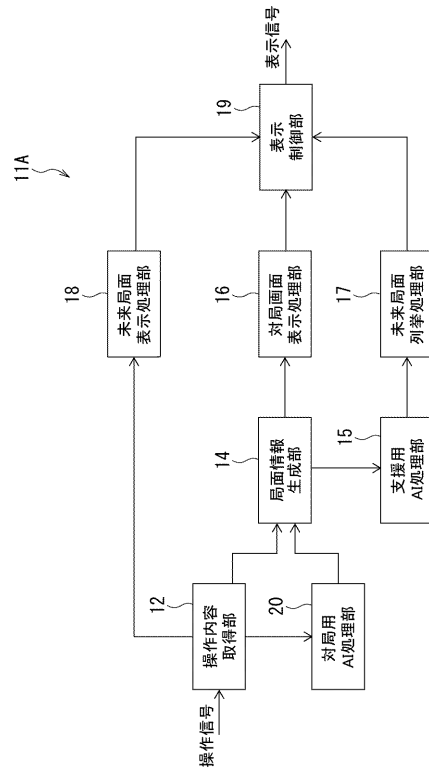 11A
操作信号
12
操作内容
取得部
20
対局用
AI処理部
14
局面情報
生成部
15
支援用
AI処理部
18
未来局面
表示処理部
16
対局画面
表示処理部
17
未来局面
列挙処理部
19
表示
制御部
表示信号